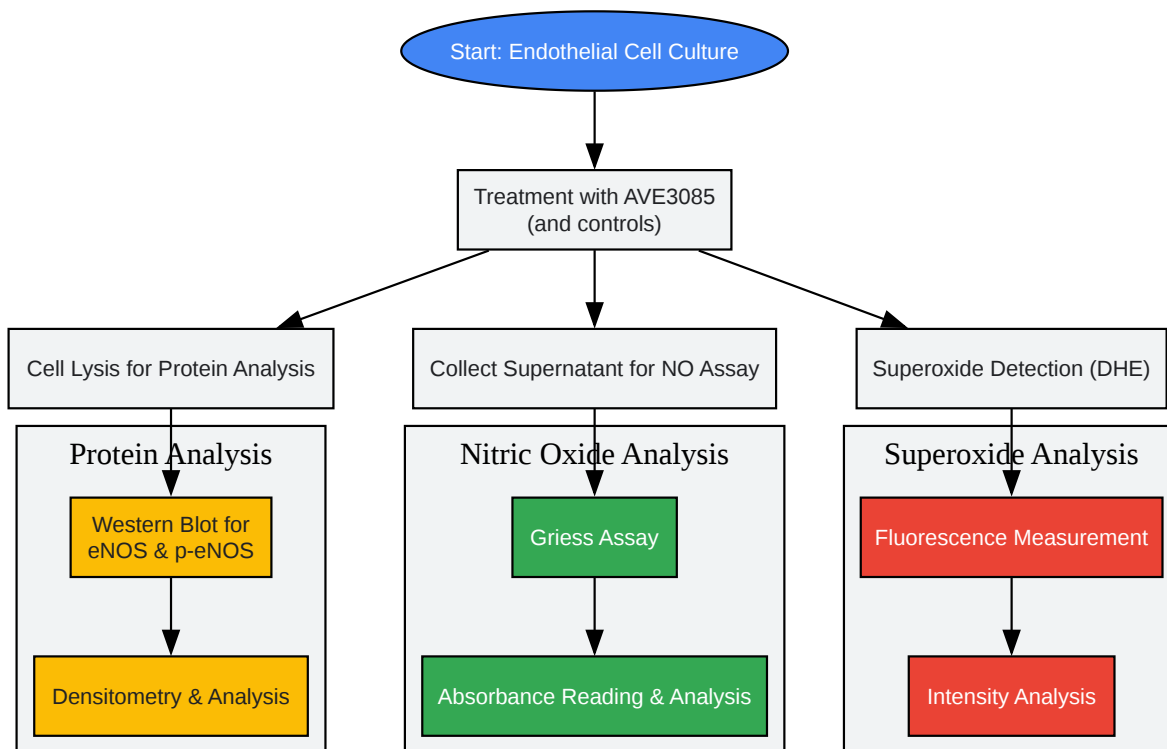 Start: Endothelial Cell Culture
Treatment with AVE3085
(and controls)
Cell Lysis for Protein Analysis
Collect Supernatant for NO Assay
Superoxide Detection (DHE)
Protein Analysis
Nitric Oxide Analysis
Superoxide Analysis
Western Blot for
eNOS & p-eNOS
Griess Assay
Fluorescence Measurement
Densitometry & Analysis
Absorbance Reading & Analysis
Intensity Analysis